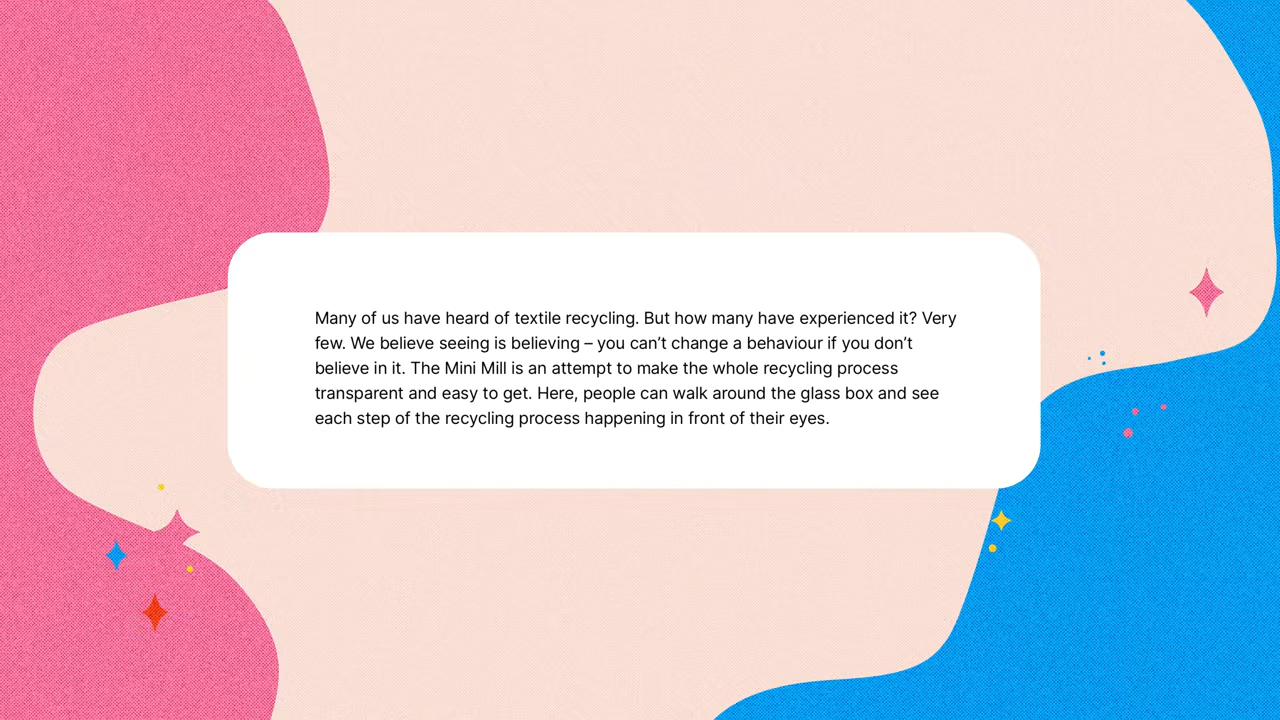 Many of us have heard of textile recycling. But how many have experienced it? Very
few. We believe seeing is believing – you can’t change a behaviour if you don’t
believe in it. The Mini Mill is an attempt to make the whole recycling process
transparent and easy to get. Here, people can walk around the glass box and see
each step of the recycling process happening in front of their eyes.